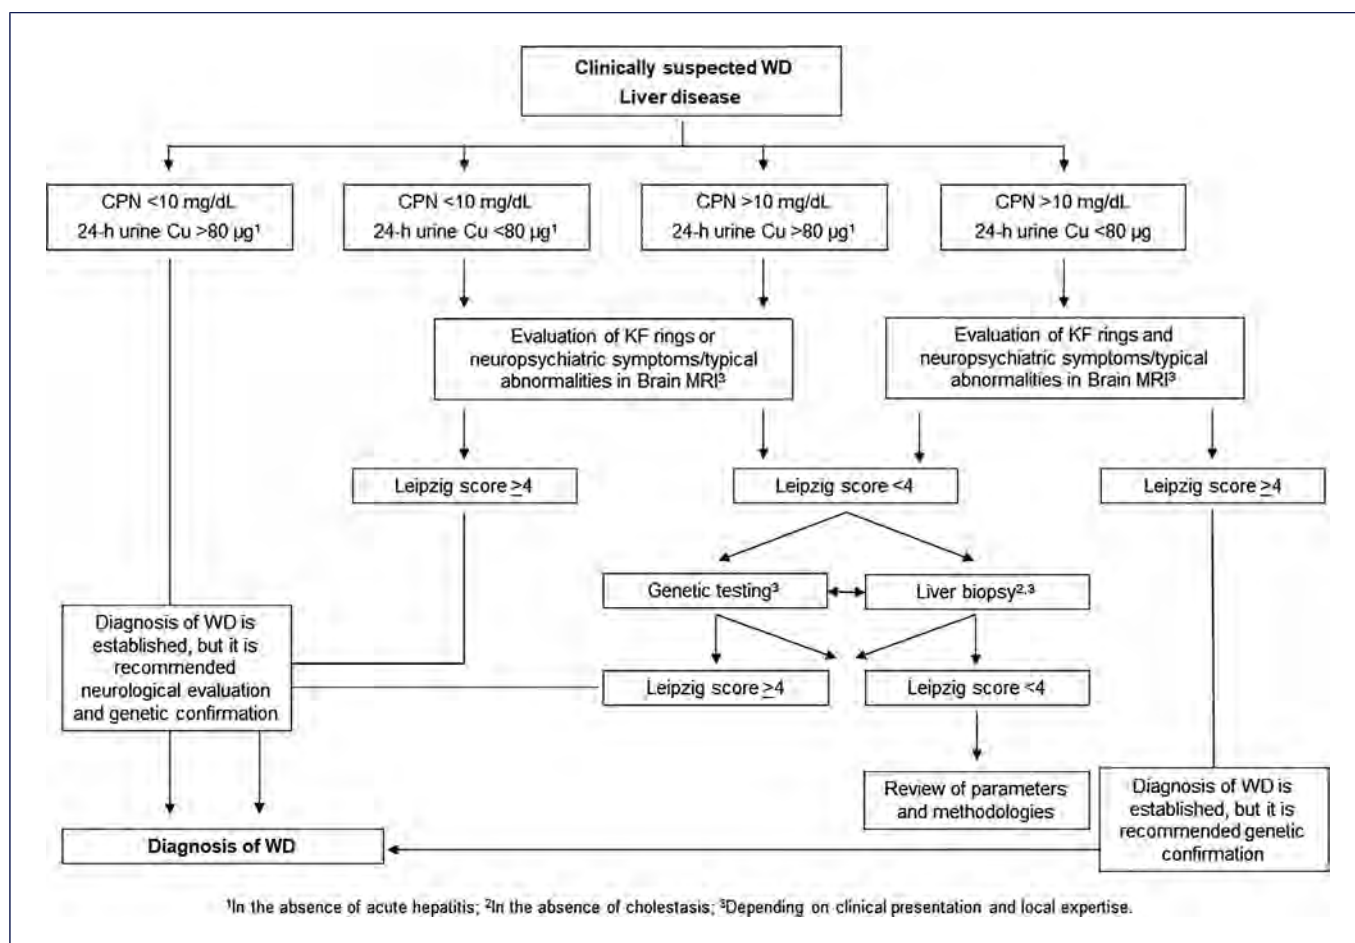 Clinically suspected WD
Liver disease
CPN <10 mg/dL
24-h urine Cu >80 µg¹
CPN <10 mg/dL
24-h urine Cu <80 µg¹
CPN >10 mg/dL
24-h urine Cu >80 µg¹
CPN >10 mg/dL
24-h urine Cu <80 µg
Evaluation of KF rings or
neuropsychiatric symptoms/typical
abnormalities in Brain MRI³
Evaluation of KF rings and
neuropsychiatric symptoms/typical
abnormalities in Brain MRI³
Leipzig score ≥4
Leipzig score <4
Leipzig score ≥4
Genetic testing³
Liver biopsy²,³
Diagnosis of WD is
established, but it is
recommended
neurological evaluation
and genetic confirmation
Leipzig score ≥4
Leipzig score <4
Review of parameters
and methodologies
Diagnosis of WD is
established, but it is
recommended genetic
confirmation
Diagnosis of WD
¹In the absence of acute hepatitis; ²In the absence of cholestasis; ³Depending on clinical presentation and local expertise.